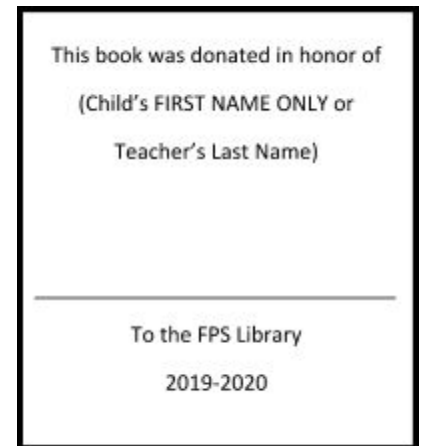 This book was donated in honor of
(Child's FIRST NAME ONLY or
Teacher's Last Name)
To the FPS Library
2019-2020